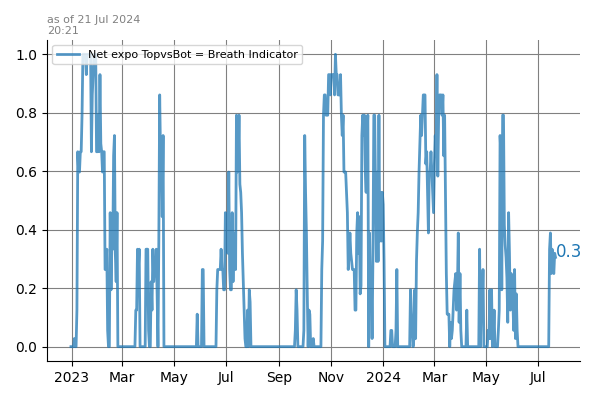 as of 21 Jul 2024
20:21
Net expo TopvsBot = Breath Indicator
1.0
0.8
0.6
0.4
0.2
0.0
0.3
2023 Mar May Jul Sep Nov 2024 Mar May Jul